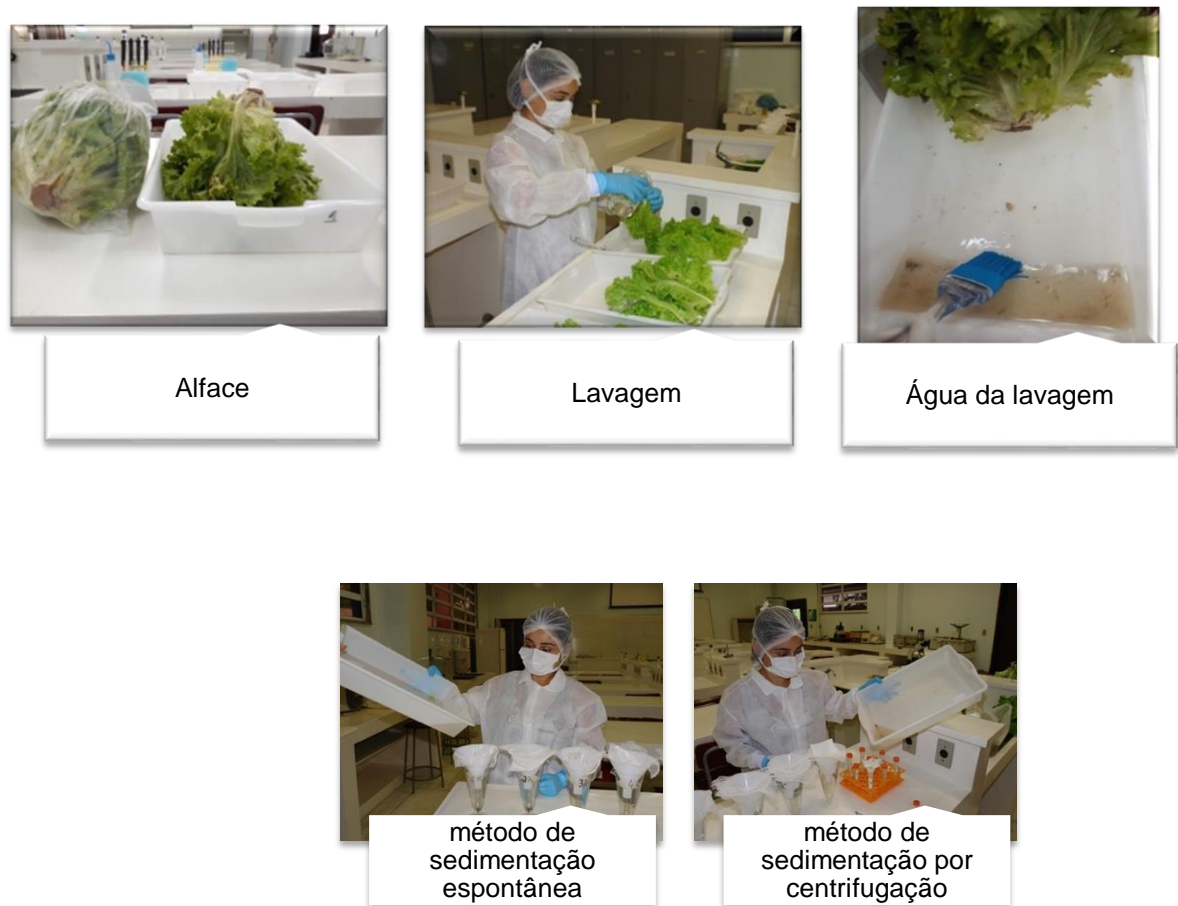 Alface
Lavagem
Água da lavagem
método de
sedimentação
espontânea
método de
sedimentação por
centrifugação